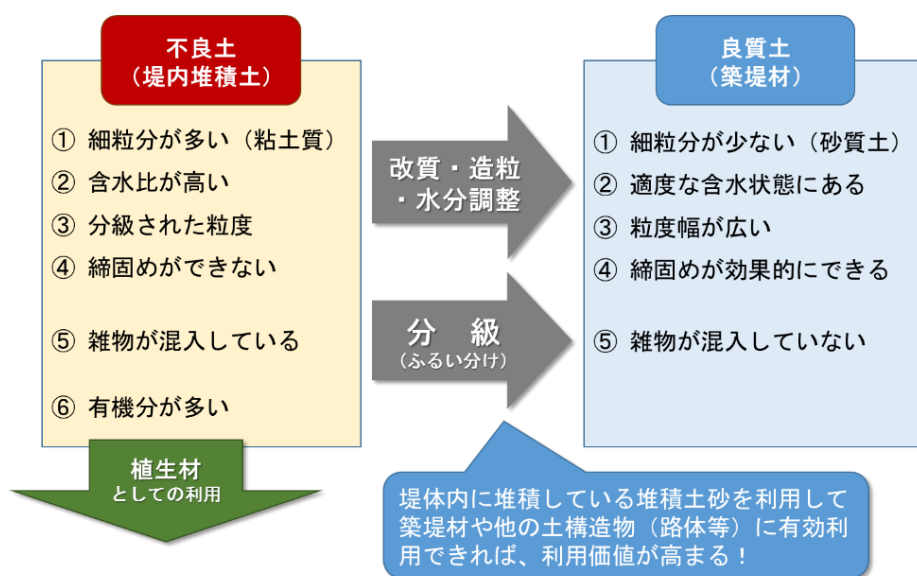 不良土
（堤内堆積土）
① 細粒分が多い（粘土質）
② 含水比が高い
③ 分級された粒度
④ 締固めができない
⑤ 雑物が混入している
⑥ 有機分が多い
植生材
としての利用
改質・造粒
・水分調整
分　級
（ふるい分け）
良質土
（築堤材）
① 細粒分が少ない（砂質土）
② 適度な含水状態にある
③ 粒度幅が広い
④ 締固めが効果的にできる
⑤ 雑物が混入していない
堤体内に堆積している堆積土砂を利用して
築堤材や他の土構造物（路体等）に有効利
用できれば、利用価値が高まる！